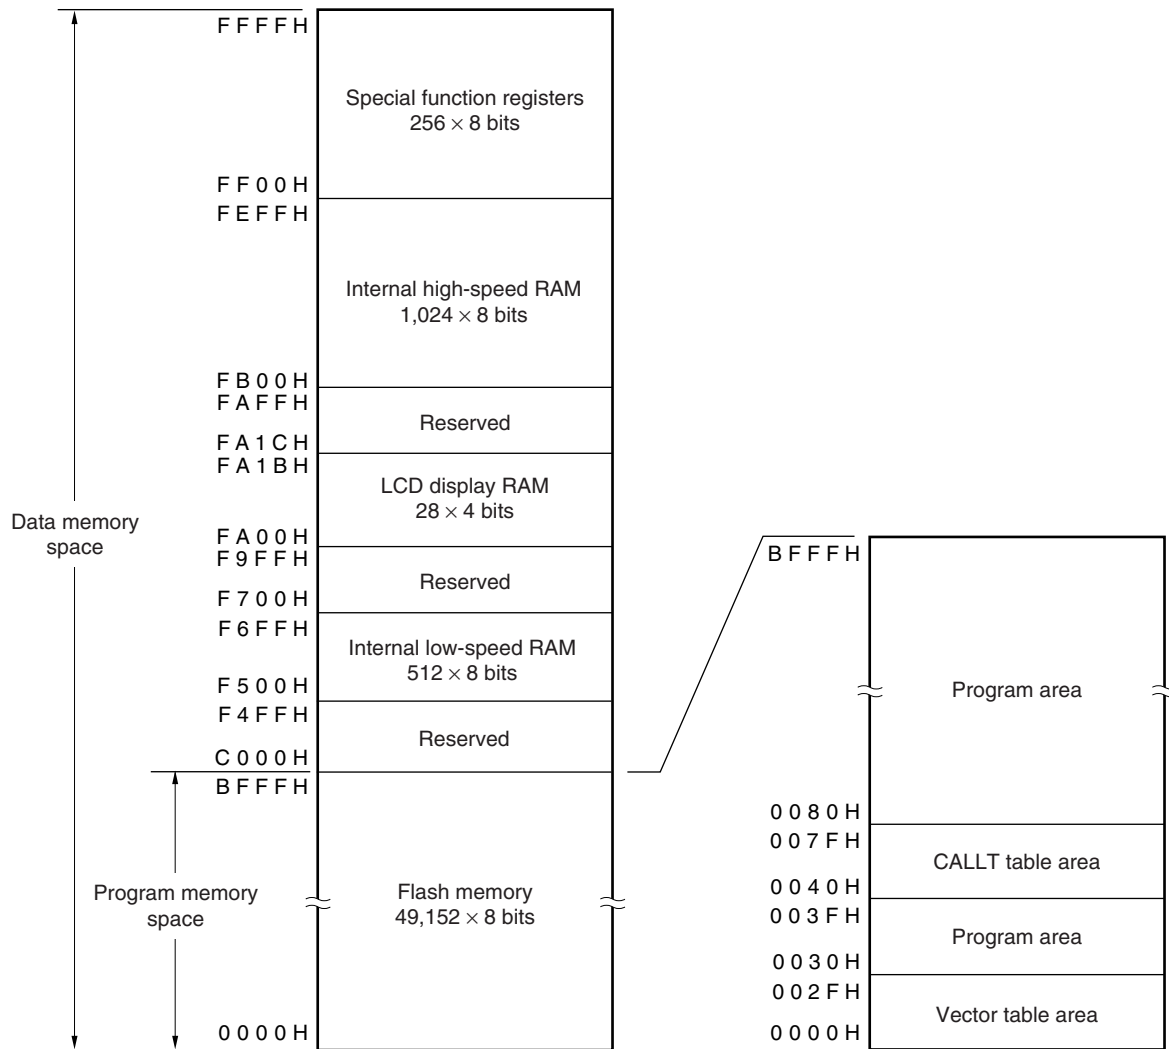 FFFFH
Special function registers
256 × 8 bits
FF00H
FEFFH
Internal high-speed RAM
1,024 × 8 bits
FB00H
FAFFH
Reserved
FA1CH
FA1BH
LCD display RAM
28 × 4 bits
Data memory
space
FA00H
F9FFH
Reserved
F700H
F6FFH
Internal low-speed RAM
512 × 8 bits
F500H
F4FFH
Reserved
C000H
BFFFH
Program memory
space
Flash memory
49,152 × 8 bits
0000H
BFFFH
Program area
0080H
007FH
CALLT table area
0040H
003FH
Program area
0030H
002FH
Vector table area
0000H